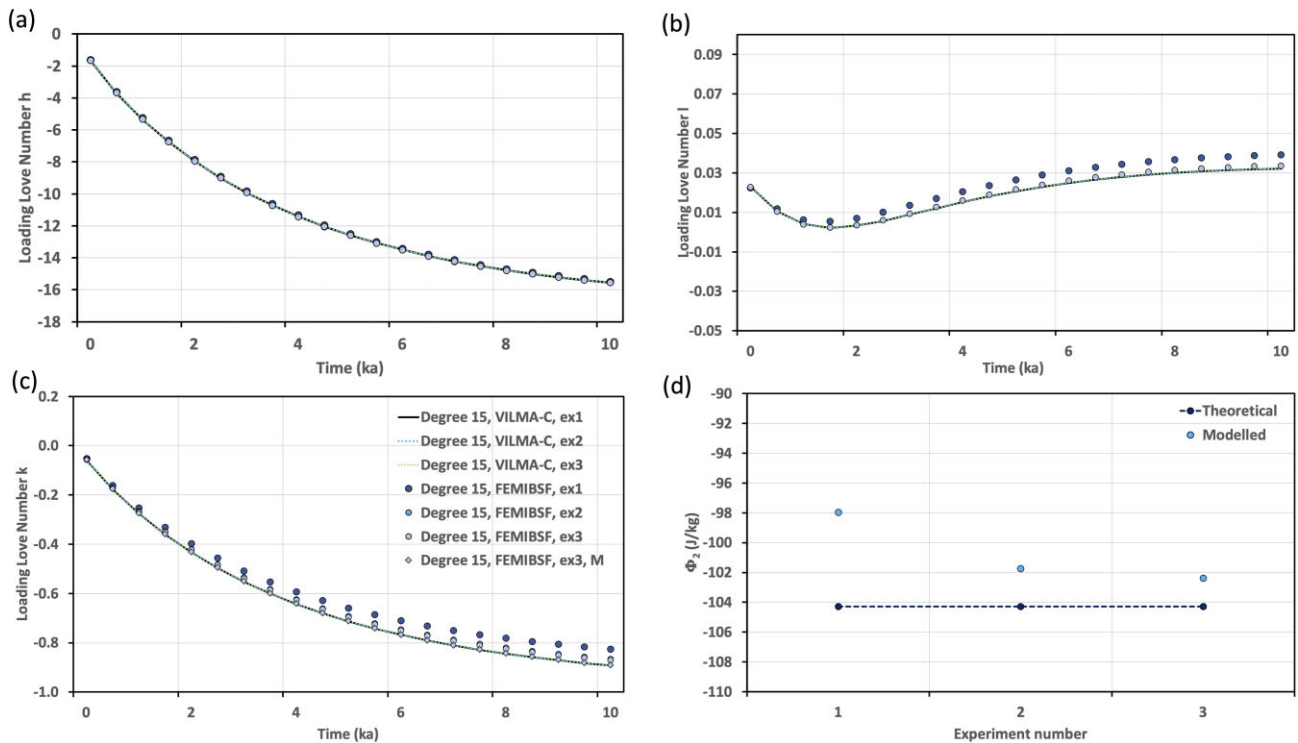 (a)
0
-2
-4
-6
-8
-10
-12
-14
-16
-18
Loading Love Number h
0 2 4 6 8 10
Time (ka)
(b)
0.09
0.07
0.05
0.03
0.01
-0.01
-0.03
-0.05
Loading Love Number l
0 2 4 6 8 10
Time (ka)
(c)
0.2
0.0
-0.2
-0.4
-0.6
-0.8
-1.0
Loading Love Number k
Degree 15, VILMA-C, ex1
Degree 15, VILMA-C, ex2
Degree 15, VILMA-C, ex3
Degree 15, FEMIBSF, ex1
Degree 15, FEMIBSF, ex2
Degree 15, FEMIBSF, ex3
Degree 15, FEMIBSF, ex3, M
0 2 4 6 8 10
Time (ka)
(d)
-90
-92
-94
-96
-98
-100
-102
-104
-106
-108
-110
Φ₂ (J/kg)
Theoretical
Modelled
1 2 3
Experiment number